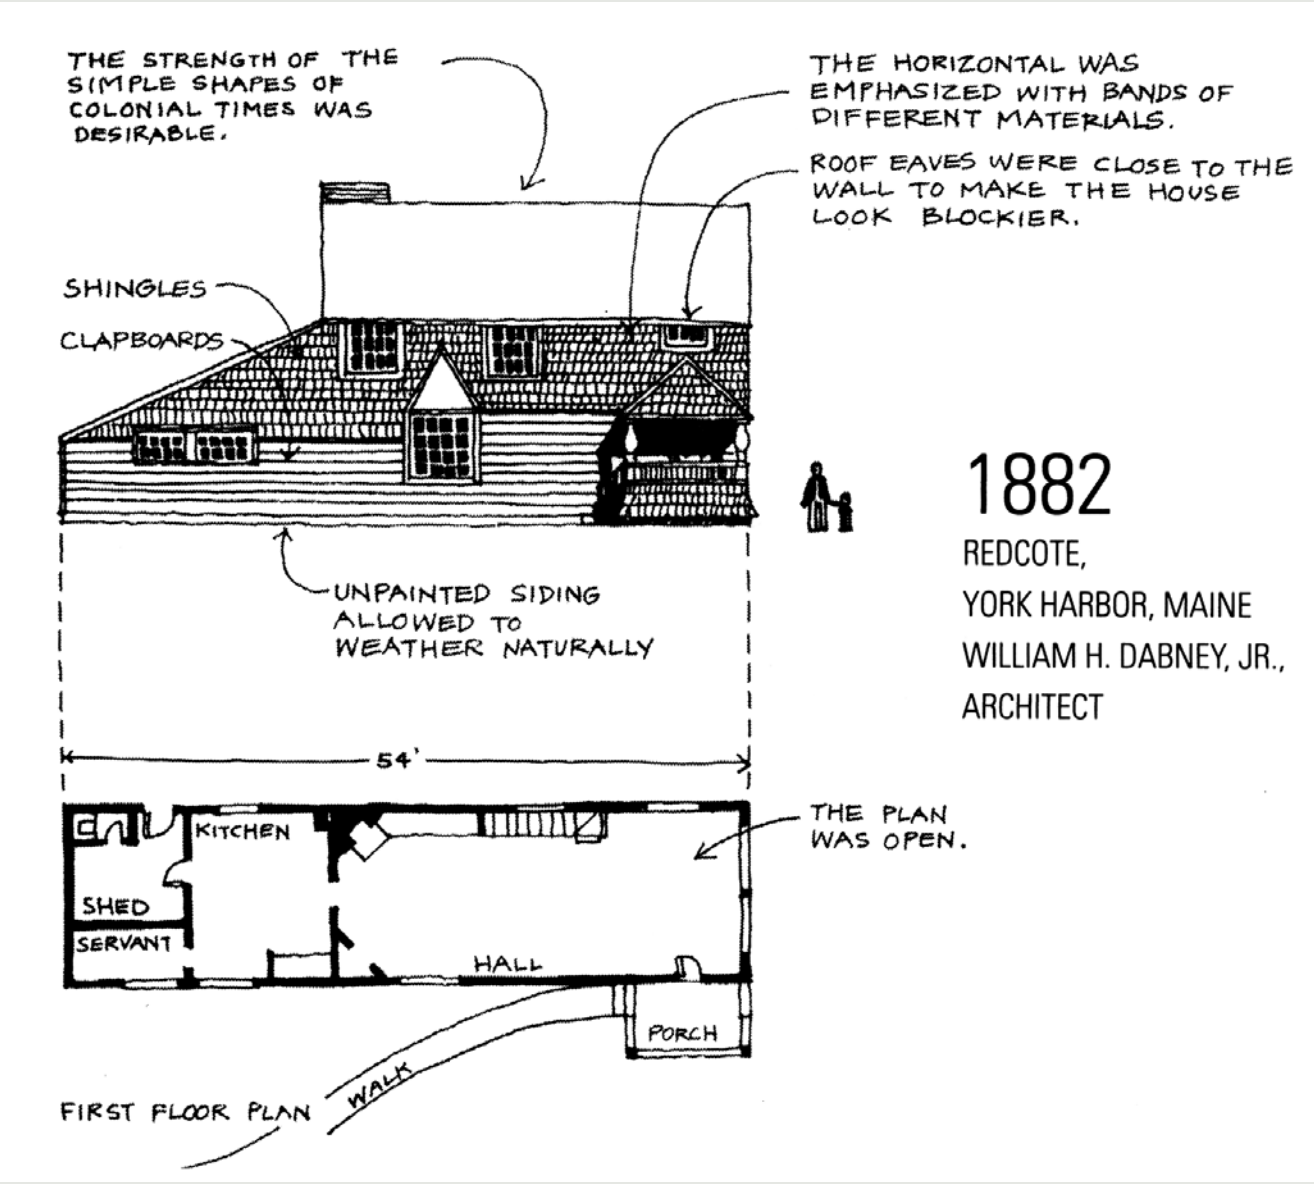 THE STRENGTH OF THE
SIMPLE SHAPES OF
COLONIAL TIMES WAS
DESIRABLE.
THE HORIZONTAL WAS
EMPHASIZED WITH BANDS OF
DIFFERENT MATERIALS.
ROOF EAVES WERE CLOSE TO THE
WALL TO MAKE THE HOUSE
LOOK BLOCKIER.
SHINGLES
CLAPBOARDS
1882
REDCOTE,
YORK HARBOR, MAINE
WILLIAM H. DABNEY, JR.,
ARCHITECT
UNPAINTED SIDING
ALLOWED TO
WEATHER NATURALLY
54'
THE PLAN
WAS OPEN.
KITCHEN
SHED
SERVANT
HALL
PORCH
WALK
FIRST FLOOR PLAN